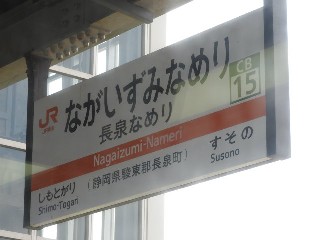 JR
ながいずみなめり
CB
15
長泉なめり
Nagaizumi-Nameri
しもとがり
Shimo-Togari
(静岡県駿東郡長泉町)
すその
Susono